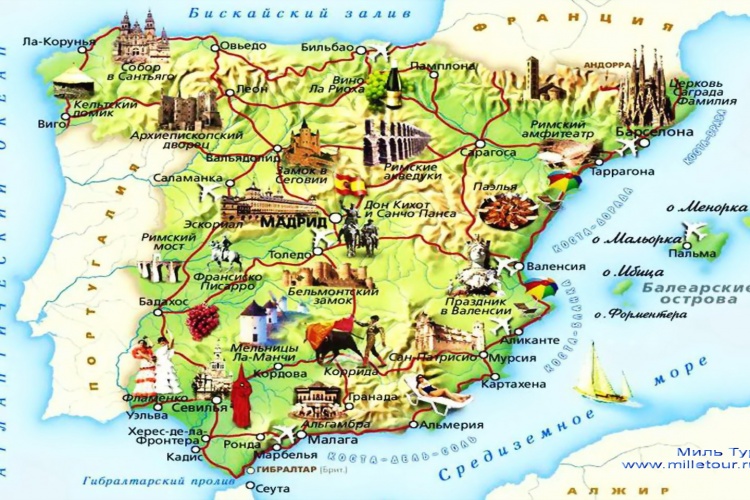 Бискайский залив
ФРАНЦИЯ
Ла-Корунья
Овьедо
Бильбао
Собор
в Сантьяго
Памплона
АНДОРРА
Вино
Ла Риоха
Леон
Церковь
Саграда
Фамилия
Кельтский
домик
Виго
Архиепископский
дворец
Римский
амфитеатр
Барселона
КОСТА-БРАВА
Вальядолид
Римские
акведуки
Сарагоса
Таррагона
Саламанка
Замок в
Сеговии
Паэлья
Эскориал
МАДРИД
Дон Кихот
и Санчо Панса
КОСТА-ДОРАДА
о. Менорка
о. Мальорка
Пальма
Римский
мост
Толедо
Франсиско
Писарро
Валенсия
о. Ибица
Балеарские
острова
о. Форментера
ПОРТУГАЛИЯ
Бельмонтский
замок
Бадахос
Праздник
в Валенсии
Аликанте
Мельницы
Ла-Манчи
Сан-Патрисио
Мурсия
КОСТА-БЛАНКА
Кордова
Коррида
Картахена
Фламенко
Севилья
Уэльва
Гранада
Альгамбра
Альмерия
Средиземное море
Херес-де-ла-
Фронтера
Ронда
Малага
Марбелья
КОСТА-ДЕЛЬ-СОЛЬ
Кадис
ГИБРАЛТАР (Брит.)
Гибралтарский пролив
Сеута
АЛЖИР
Миль Тур
www.milletour.r